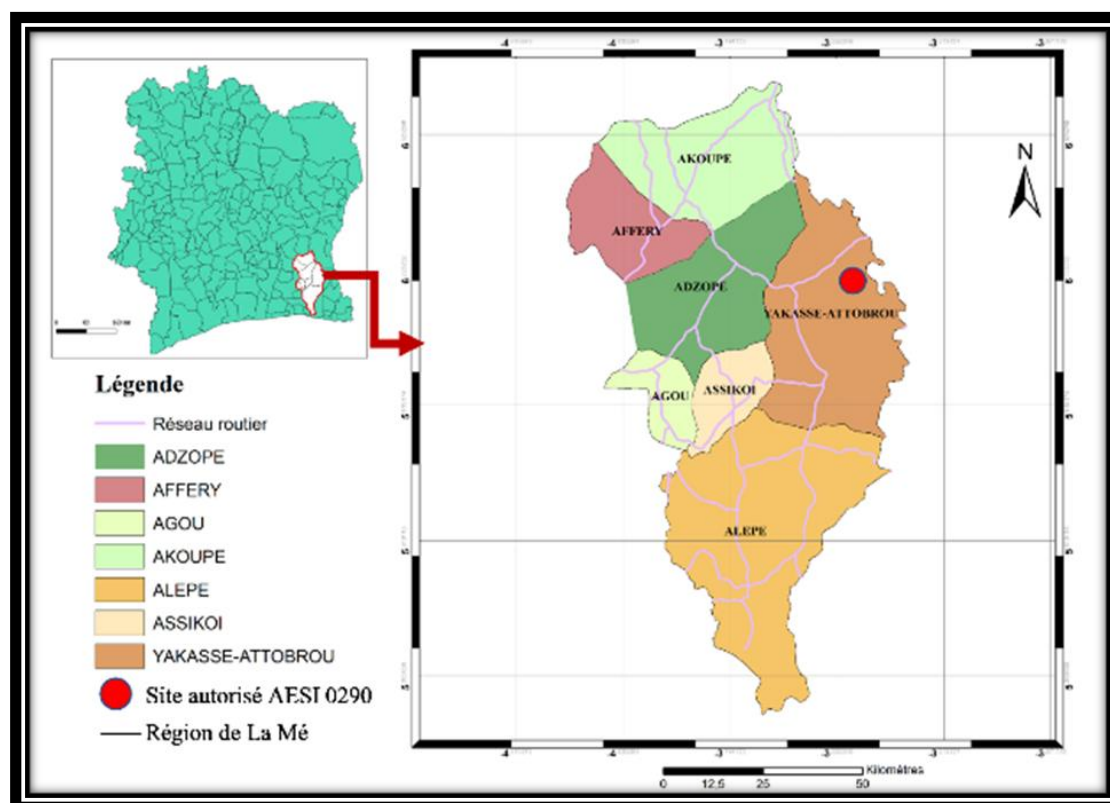 Légende
Réseau routier
ADZOPE
AFFERY
AGOU
AKOUPE
ALEPE
ASSIKOI
YAKASSE-ATTOBROU
Site autorisé AESI 0290
Région de La Mé
N
AKOUPE
AFFERY
ADZOPE
YAKASSE-ATTOBROU
AGOU
ASSIKOI
ALEPE
Kilomètres
0 12,5 25 50